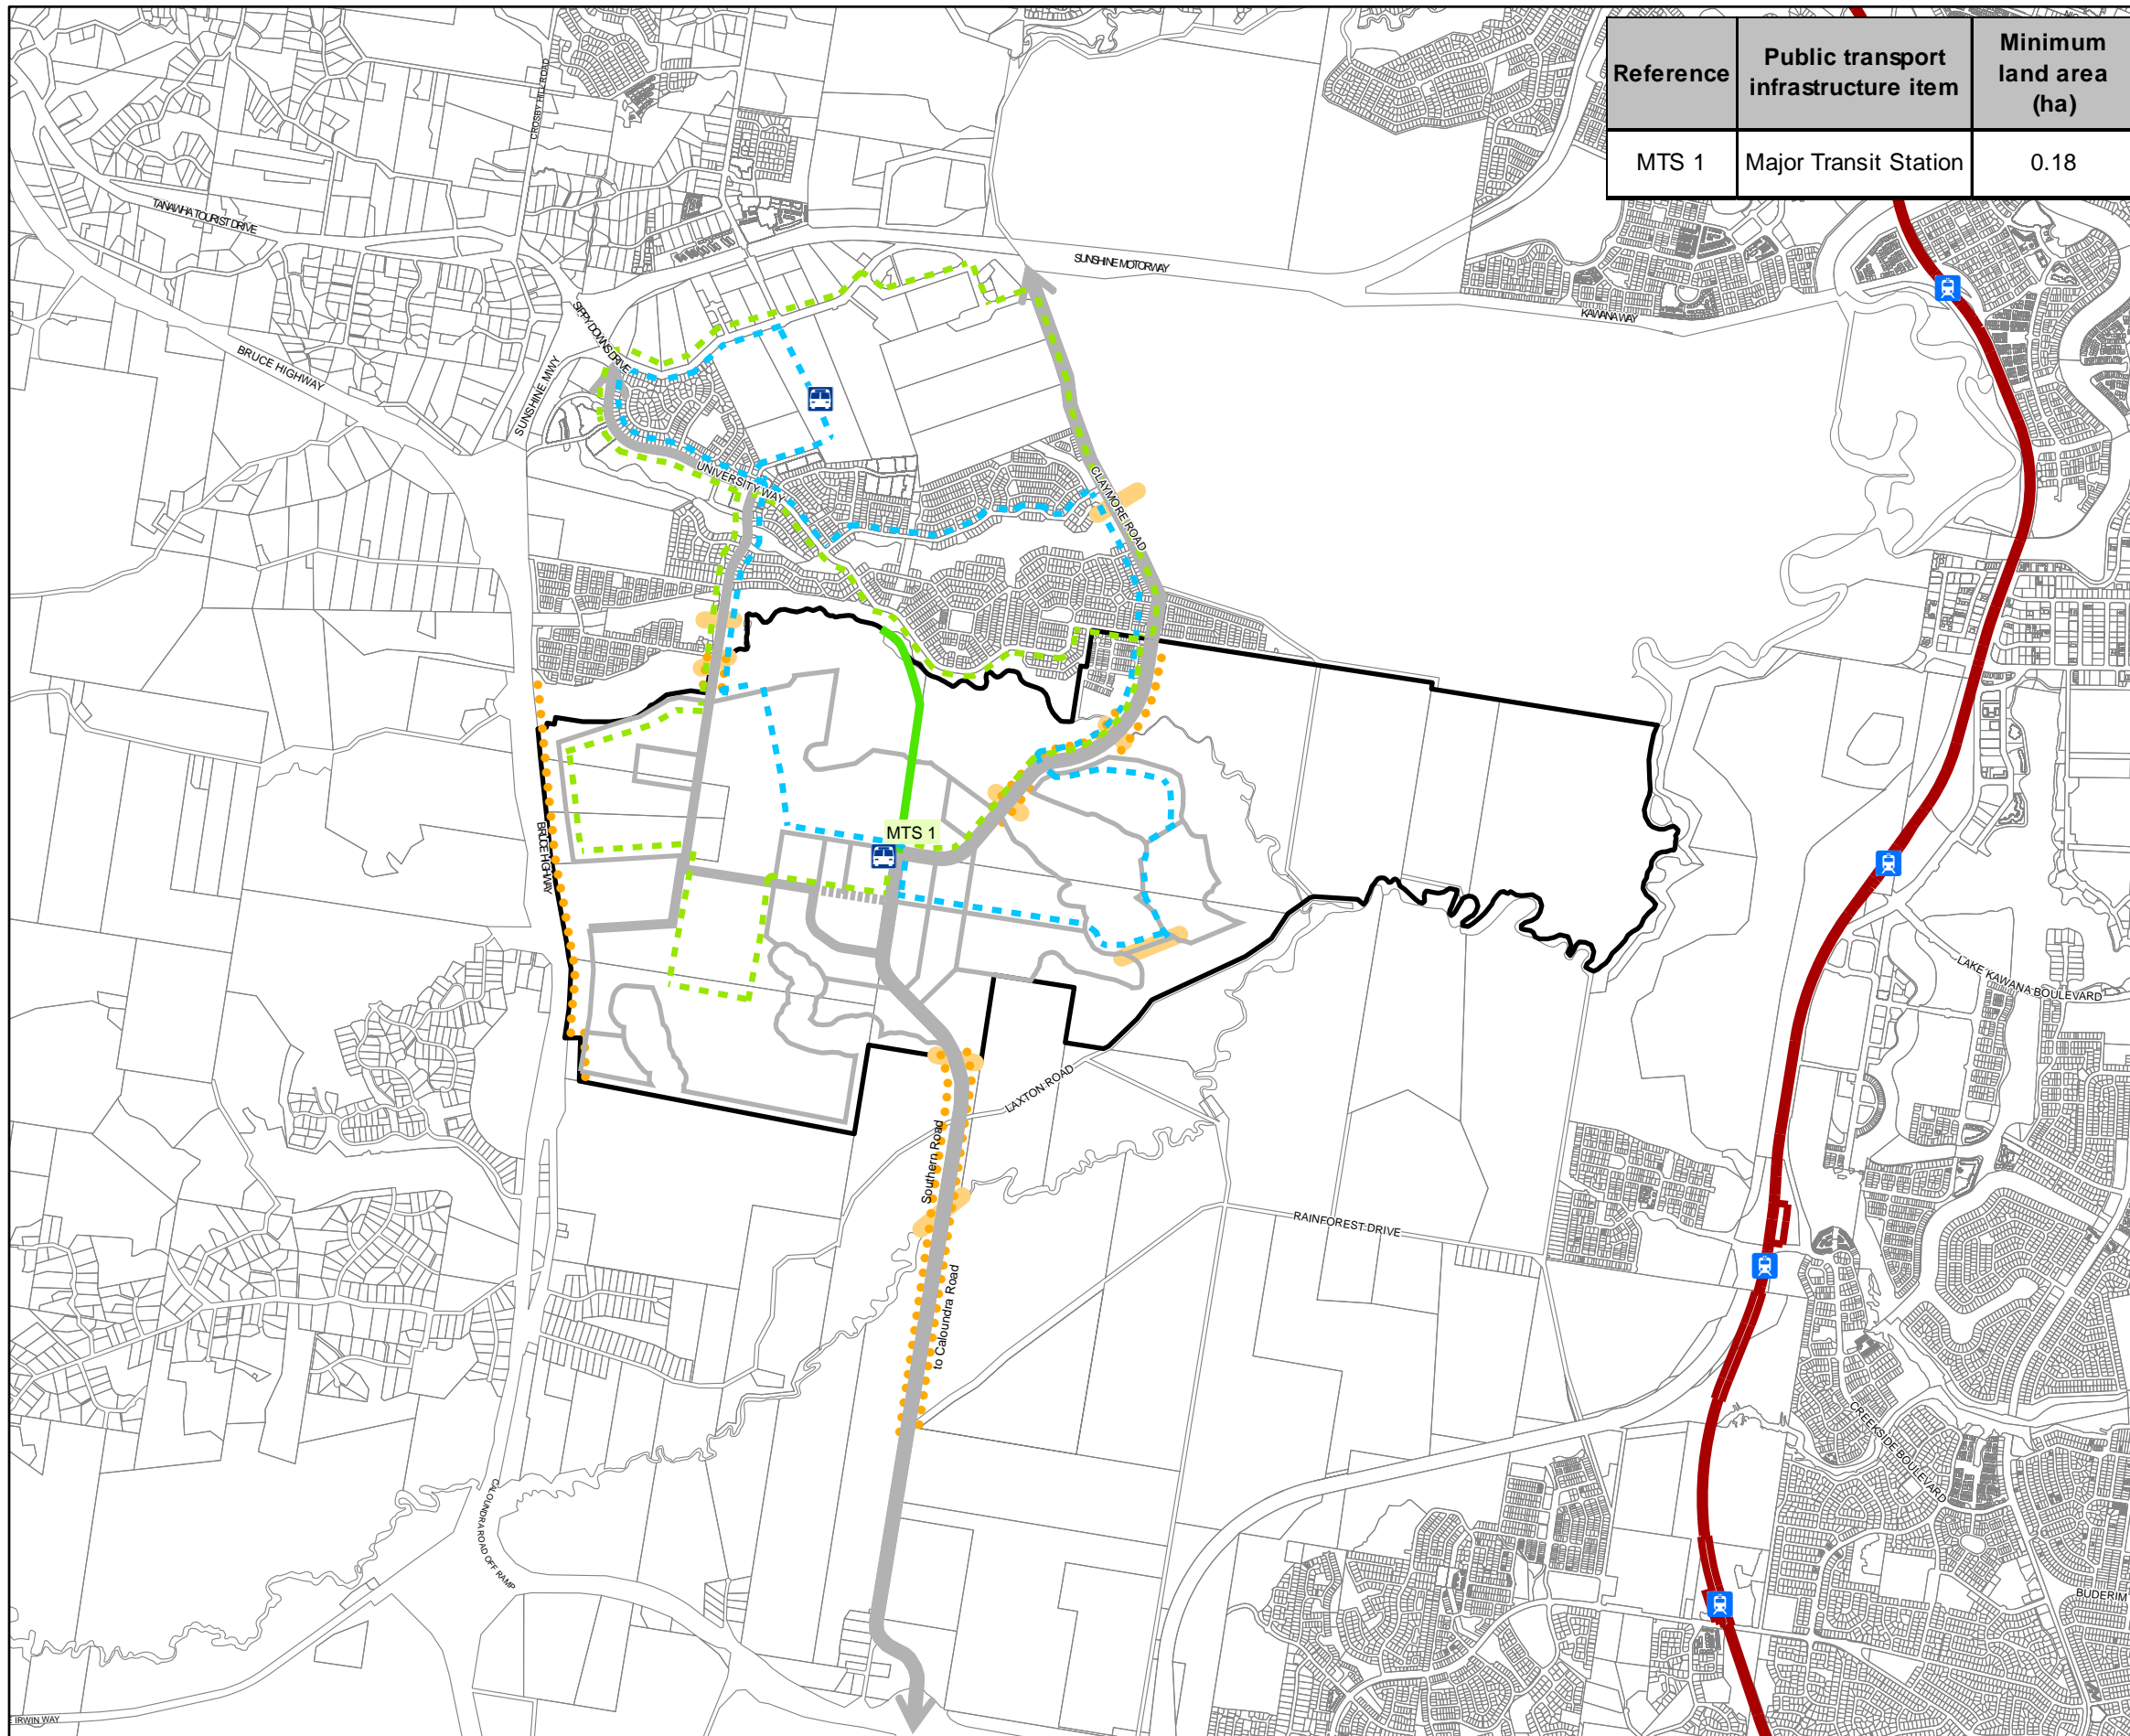 Reference
Public transport
infrastructure item
Minimum
land area
(ha)
MTS 1
Major Transit Station
0.18
CROSBY HILL ROAD
TANAWHA TOURIST DRIVE
SUNSHINE MOTORWAY
KAWANA WAY
SIPPY DOWNS DRIVE
BRUCE HIGHWAY
SUNSHINE MWY
UNIVERSITY WAY
CLAYMORE ROAD
MTS 1
BRUCE HIGHWAY
LAKE KAWANA BOULEVARD
LAXTON ROAD
Southern Road
RAINFOREST DRIVE
to Caloundra Road
CREEKSIDE BOULEVARD
CALOUNDRA ROAD OFF RAMP
BUDERIM
E IRWIN WAY